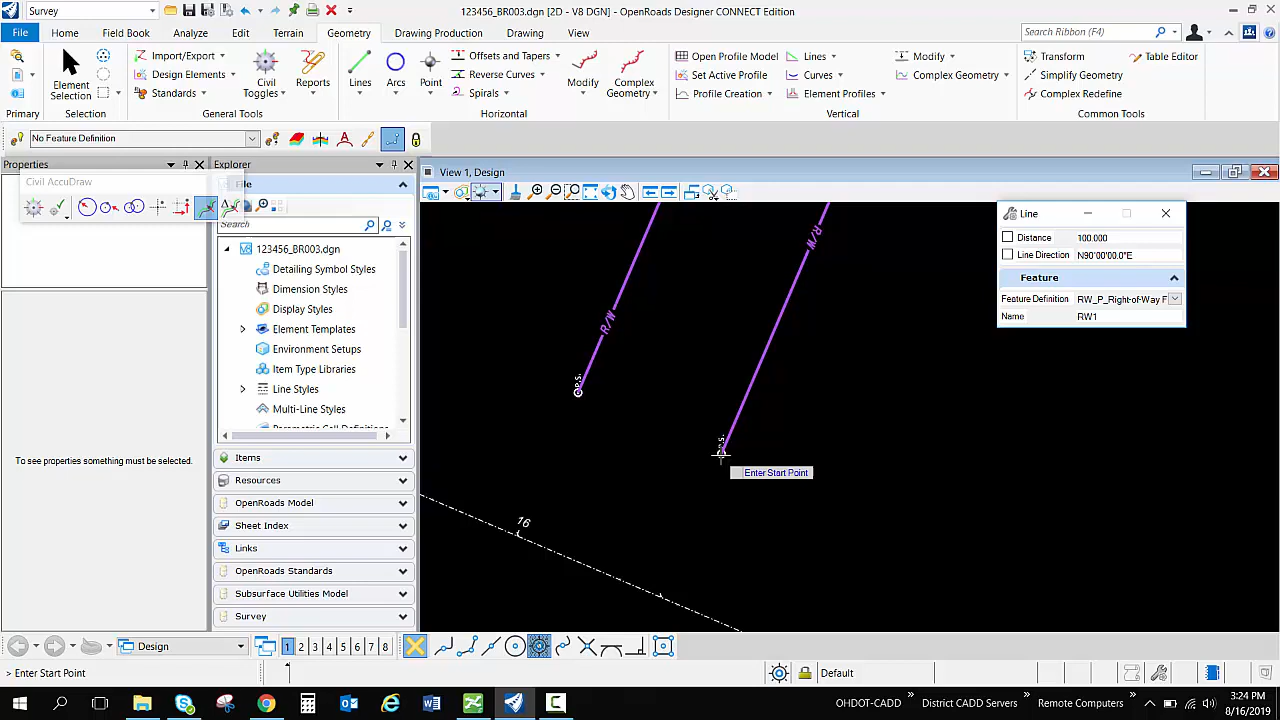 Survey
123456_BR003.dgn [2D - V8 DGN] - OpenRoads Designer CONNECT Edition
File Home Field Book Analyze Edit Terrain Geometry Drawing Production Drawing View
Search Ribbon (F4)
Import/Export
Design Elements
Standards
Element Selection
Civil Toggles
Reports
Lines
Arcs
Point
Offsets and Tapers
Reverse Curves
Spirals
Modify
Complex Geometry
Open Profile Model
Set Active Profile
Profile Creation
Lines
Curves
Element Profiles
Modify
Complex Geometry
Transform
Simplify Geometry
Complex Redefine
Table Editor
Primary Selection General Tools Horizontal Vertical Common Tools
No Feature Definition
Properties
Explorer
View 1, Design
Civil AccuDraw
File
Search
123456_BR003.dgn
Detailing Symbol Styles
Dimension Styles
Display Styles
Element Templates
Environment Setups
Item Type Libraries
Line Styles
Multi-Line Styles
Parametric Cell Definitions
To see properties something must be selected.
Items
Resources
OpenRoads Model
Sheet Index
Links
OpenRoads Standards
Subsurface Utilities Model
Survey
R/W
R/W
16
Enter Start Point
Line
Distance 100.000
Line Direction N90°00'00.0"E
Feature
Feature Definition RW_P_Right-of-Way F
Name RW1
Design
1 2 3 4 5 6 7 8
> Enter Start Point
Default
OHDOT-CADD
District CADD Servers
Remote Computers
3:24 PM
8/16/2019